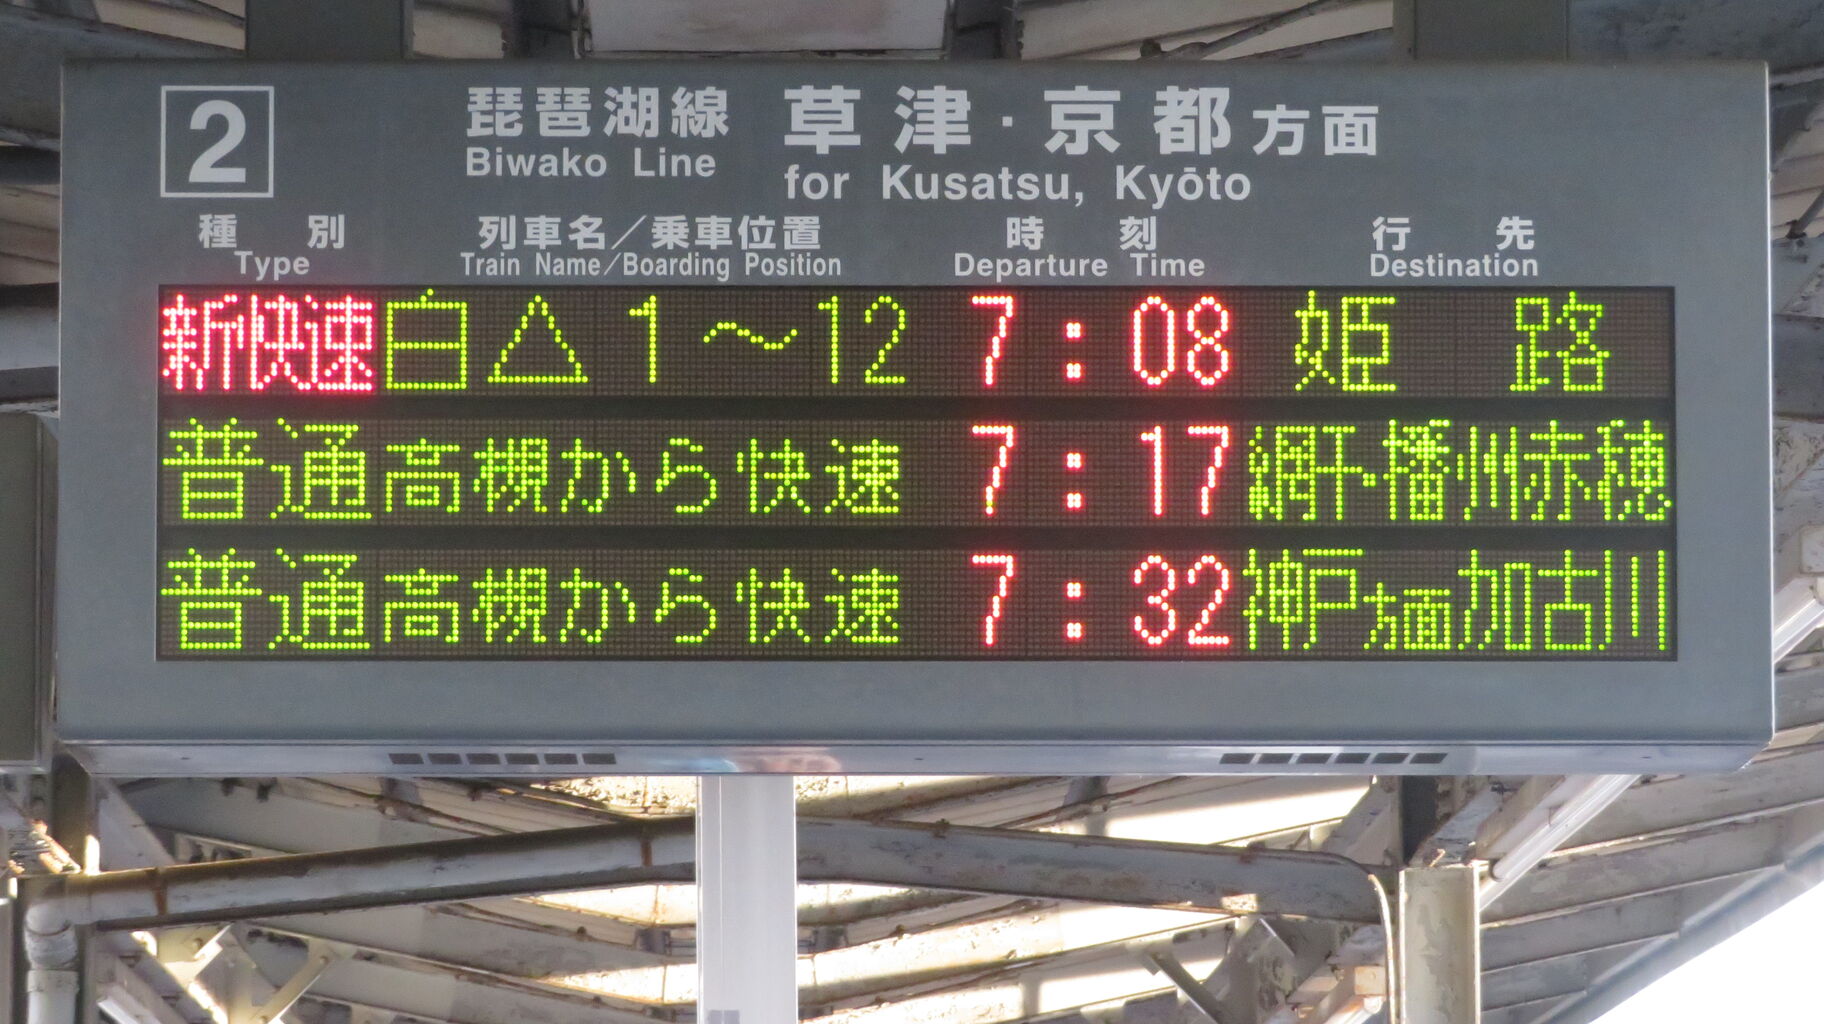 2 琵琶湖線 草津・京都方面
Biwako Line for Kusatsu, Kyōto
種別 列車名／乗車位置 時刻 行先
Type Train Name／Boarding Position Departure Time Destination
新快速 白△1～12 7:08 姫路
普通 高槻から快速 7:17 網干・播州赤穂
普通 高槻から快速 7:32 神戸方面加古川